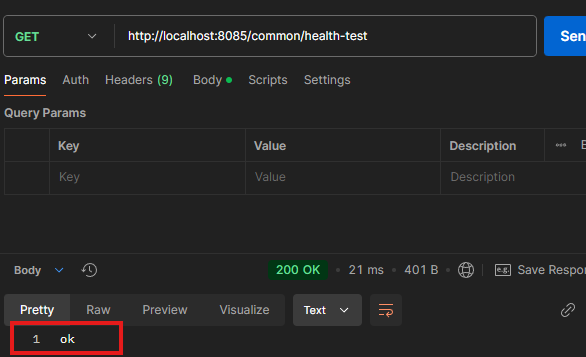 GET http://localhost:8085/common/health-test Sen
Params Auth Headers (9) Body Scripts Settings
Query Params
Key Value Description ••• B
Key Value Description
Body 200 OK • 21 ms • 401 B e.g. Save Respor
Pretty Raw Preview Visualize Text
1 ok